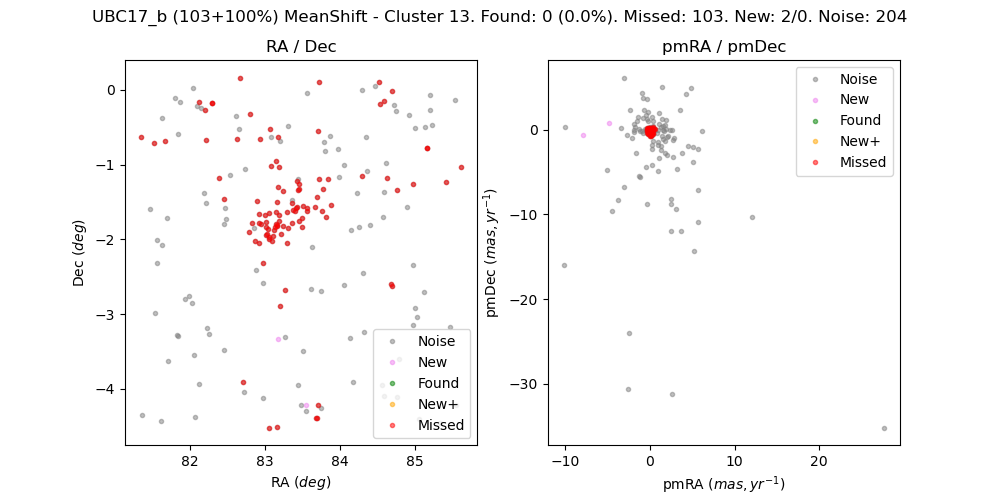 UBC17_b (103+100%) MeanShift - Cluster 13. Found: 0 (0.0%). Missed: 103. New: 2/0. Noise: 204
RA / Dec
0
−1
−2
−3
−4
Dec (deg)
82
83
84
85
RA (deg)
Noise
New
Found
New+
Missed
pmRA / pmDec
0
−10
−20
−30
pmDec (mas, yr⁻¹)
−10
0
10
20
pmRA (mas, yr⁻¹)
Noise
New
Found
New+
Missed